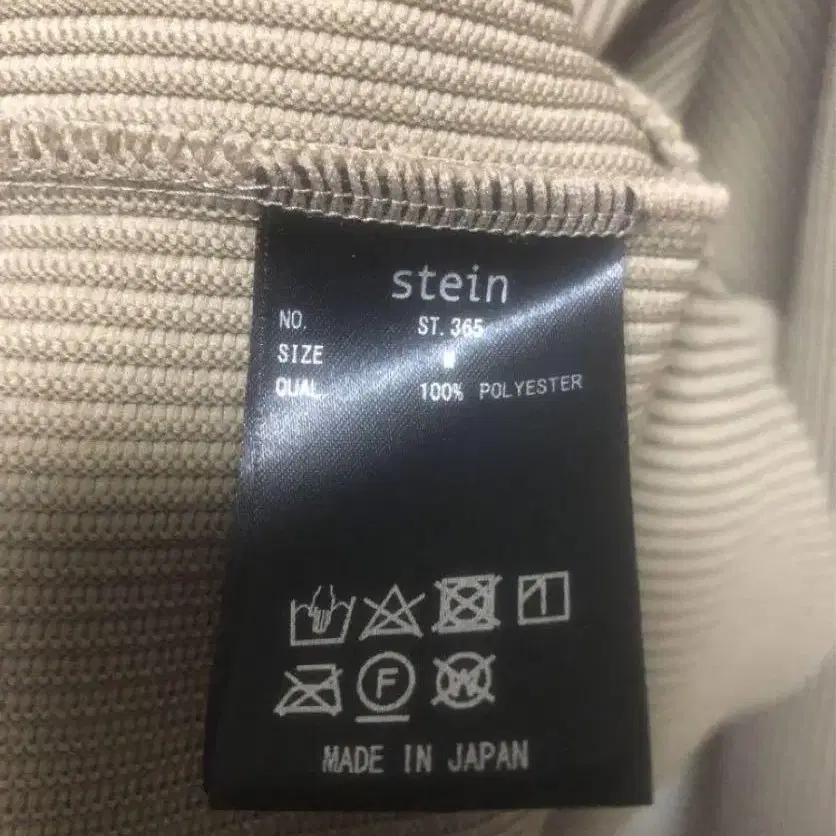 stein
NO. ST.365
SIZE M
QUAL 100% POLYESTER
F
W
MADE IN JAPAN